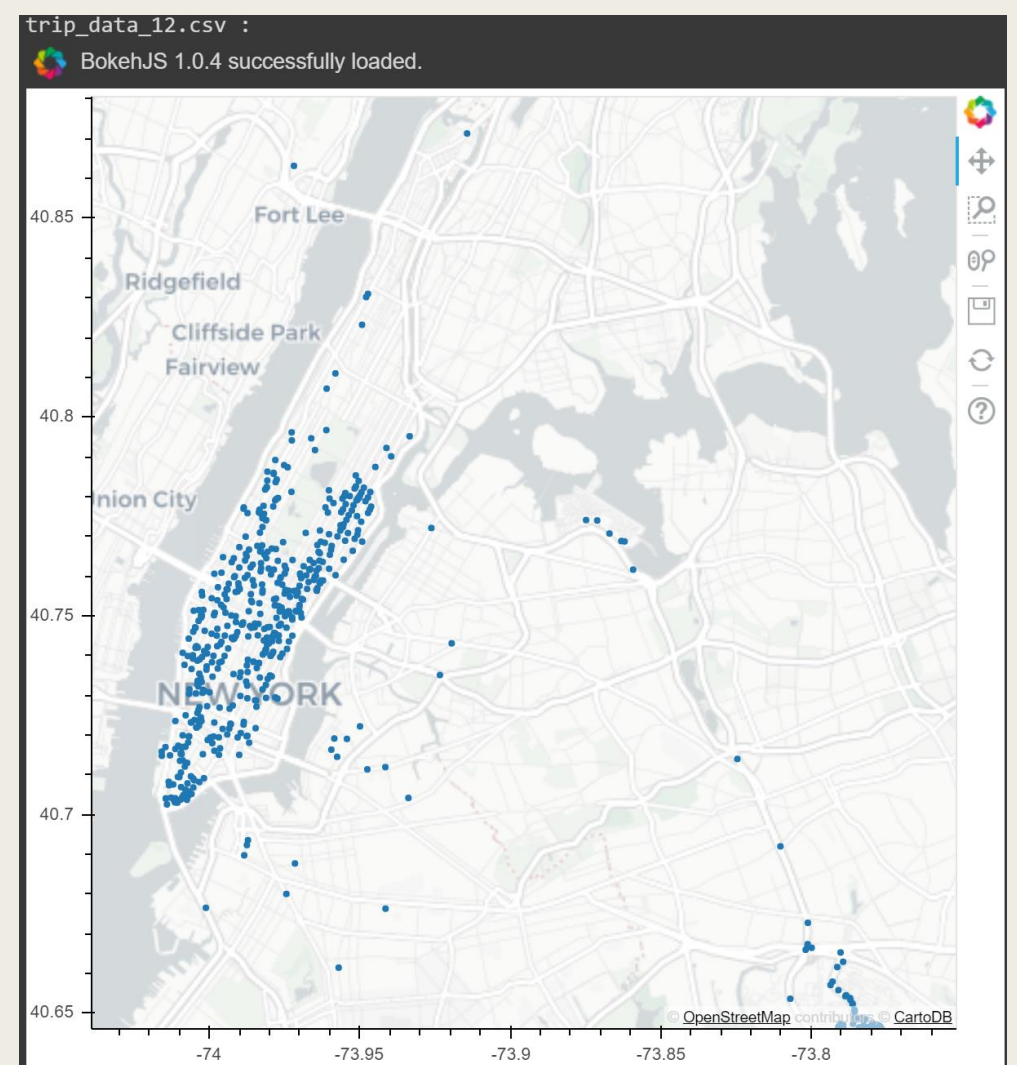 trip_data_12.csv :
BokehJS 1.0.4 successfully loaded.
40.85
Fort Lee
Ridgefield
Cliffside Park
Fairview
40.8
Inion City
40.75
NEW YORK
40.7
40.65
© OpenStreetMap contributors © CartoDB
-74
-73.95
-73.9
-73.85
-73.8